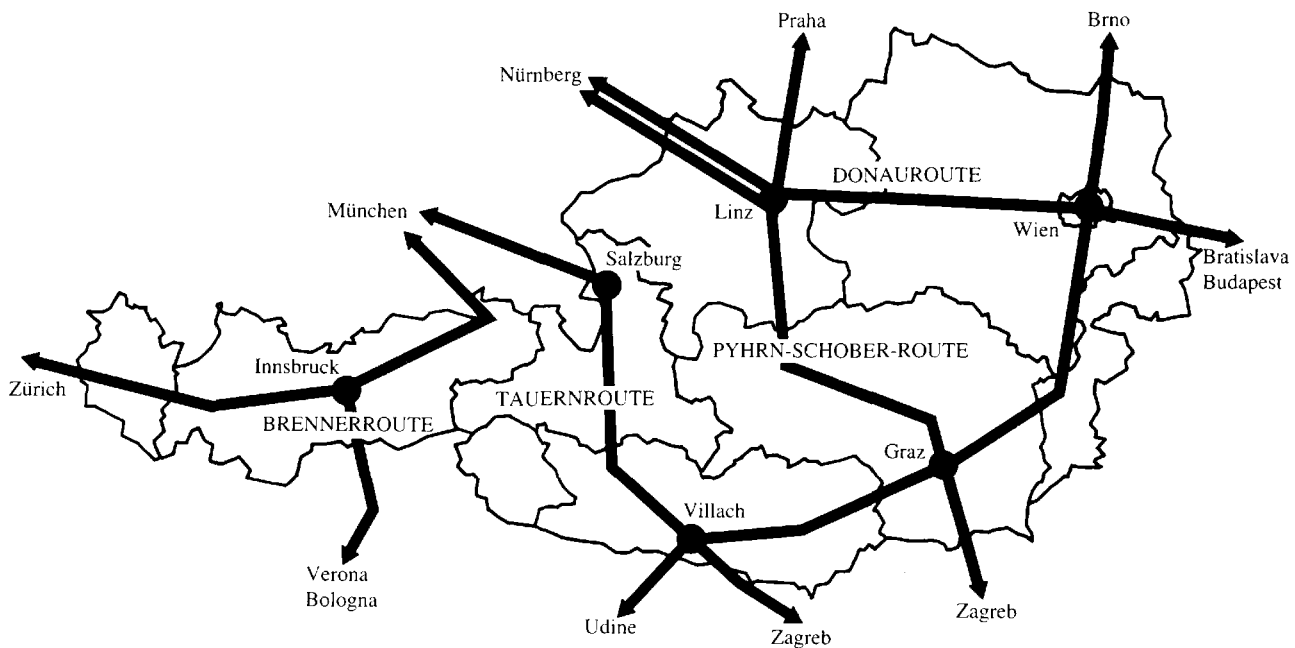 Praha
Brno
Nürnberg
DONAUROUTE
München
Linz
Wien
Salzburg
Bratislava
Budapest
PYHRN-SCHOBER-ROUTE
Innsbruck
Zürich
TAUERNROUTE
BRENNERROUTE
Graz
Villach
Verona
Bologna
Udine
Zagreb
Zagreb